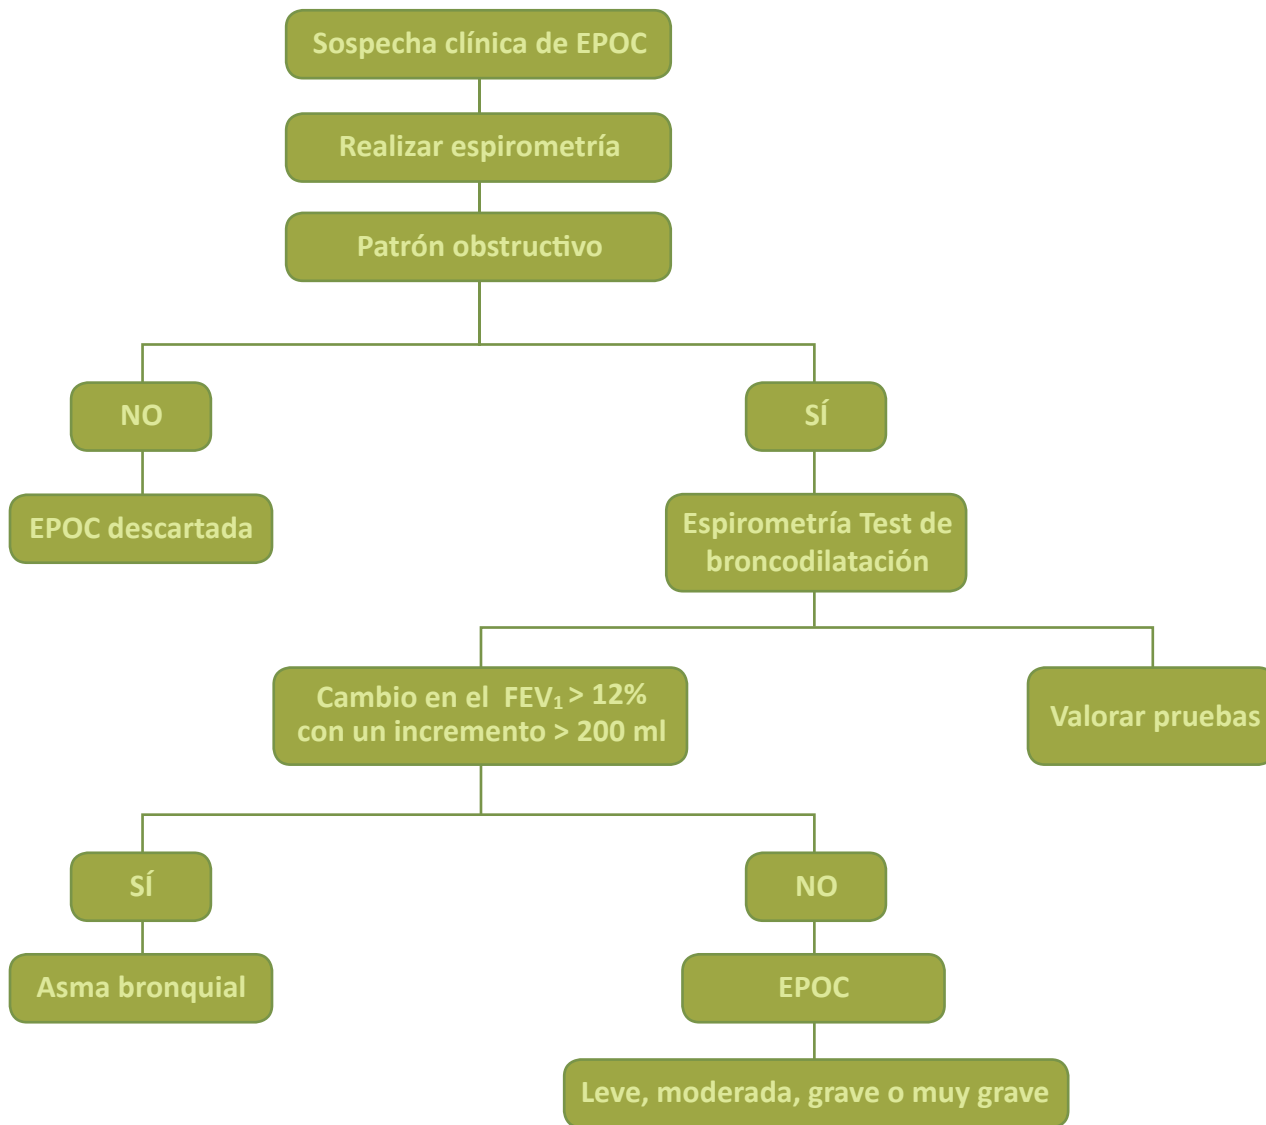 Sospecha clínica de EPOC
Realizar espirometría
Patrón obstructivo
NO
SÍ
EPOC descartada
Espirometría Test de
broncodilatación
Cambio en el FEV₁ > 12%
con un incremento > 200 ml
Valorar pruebas
SÍ
NO
Asma bronquial
EPOC
Leve, moderada, grave o muy grave